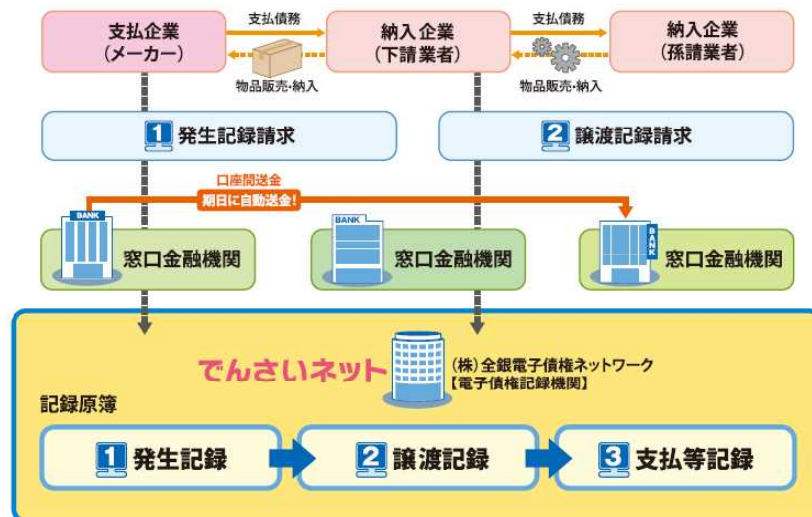 支払企業
(メーカー)
支払債務
物品販売・納入
納入企業
(下請業者)
支払債務
物品販売・納入
納入企業
(孫請業者)
1 発生記録請求
2 譲渡記録請求
口座間送金
期日に自動送金!
BANK
窓口金融機関
BANK
窓口金融機関
BANK
窓口金融機関
でんさいネット
(株)全銀電子債権ネットワーク
【電子債権記録機関】
記録原簿
1 発生記録
2 譲渡記録
3 支払等記録